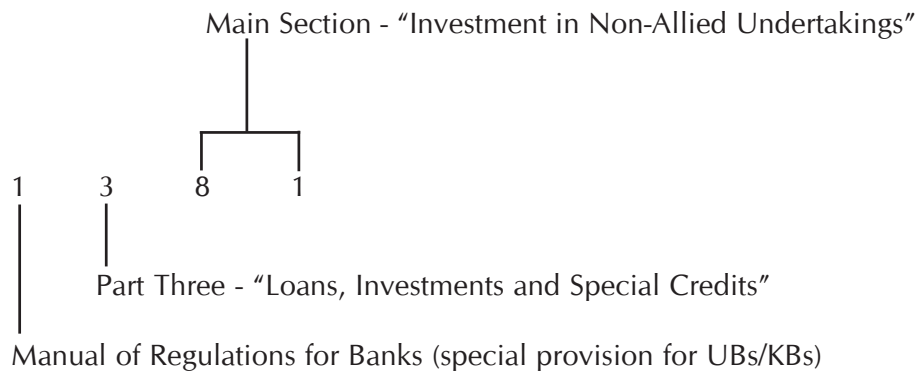 Main Section - “Investment in Non-Allied Undertakings”
1 3 8 1
Part Three - “Loans, Investments and Special Credits”
Manual of Regulations for Banks (special provision for UBs/KBs)